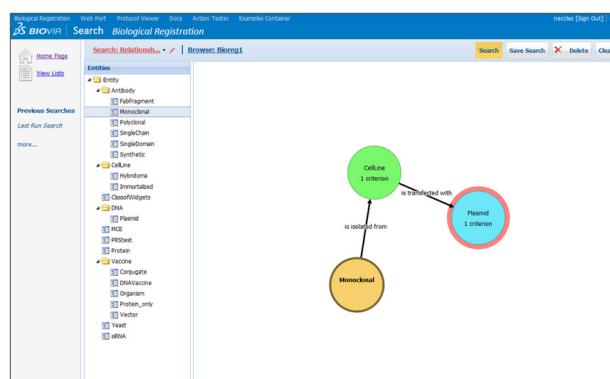 Biological Registration Web Port Protocol Viewer Docs Action Tester Examples Container neccles [Sign Out]
3S BIOVIA Search Biological Registration
Home Page
View Lists
Previous Searches
Last Run Search
more...
Search: Relationsh... Browse: Bioreg1 Search Save Search Delete Clea
Entities
Entity
Antibody
FabFragment
Monoclonal
Polyclonal
SingleChain
SingleDomain
Synthetic
CellLine
Hybridoma
Immortalized
ClassofWidgets
DNA
Plasmid
MCE
PRStest
Protein
Vaccine
Conjugate
DNAVaccine
Organism
Protein_only
Vector
Yeast
siRNA
CellLine
1 criterion
is transfected with
Plasmid
1 criterion
is isolated from
Monoclonal